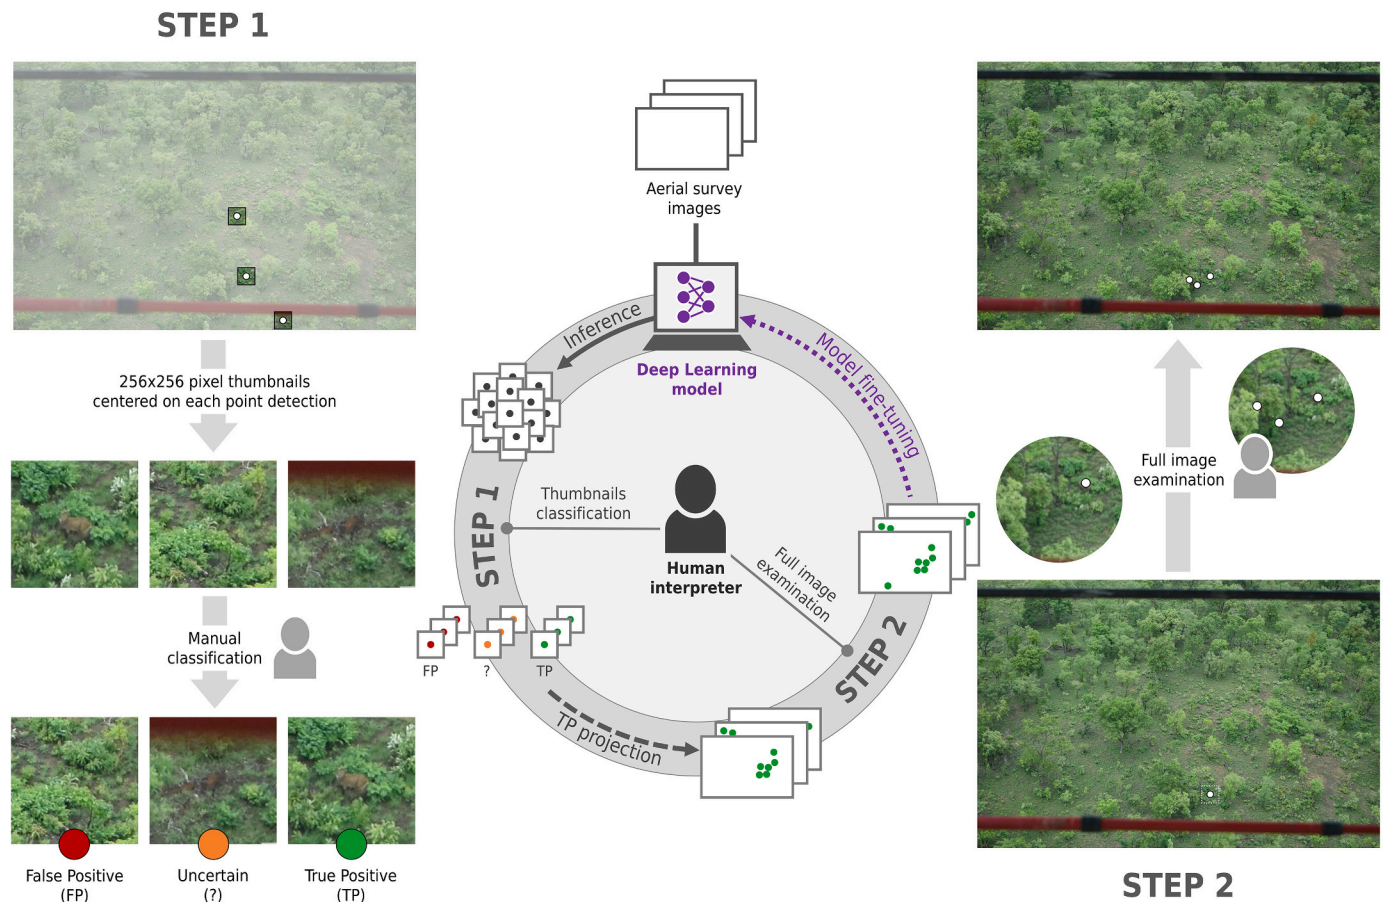 STEP 1
256x256 pixel thumbnails
centered on each point detection
Manual
classification
False Positive
(FP)
Uncertain
(?)
True Positive
(TP)
Aerial survey
images
Inference
Deep Learning
model
Model fine-tuning
STEP 1
Thumbnails
classification
Human
interpreter
Full image
examination
FP
?
TP
TP projection
STEP 2
Full image
examination
STEP 2